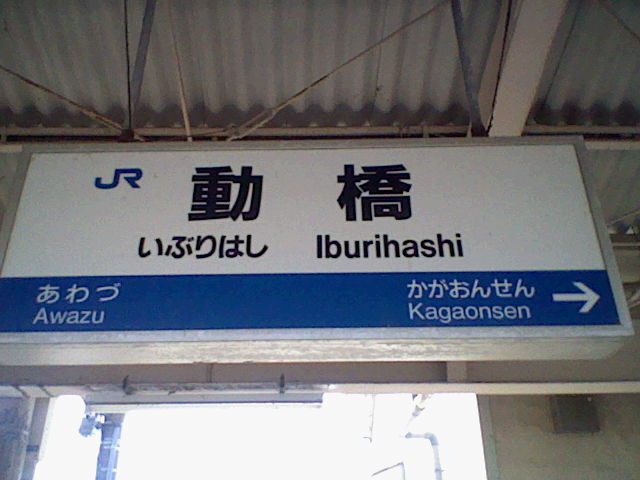 JR 動橋
いぶりはし Iburihashi
あわづ かがおんせん →
Awazu Kagaonsen